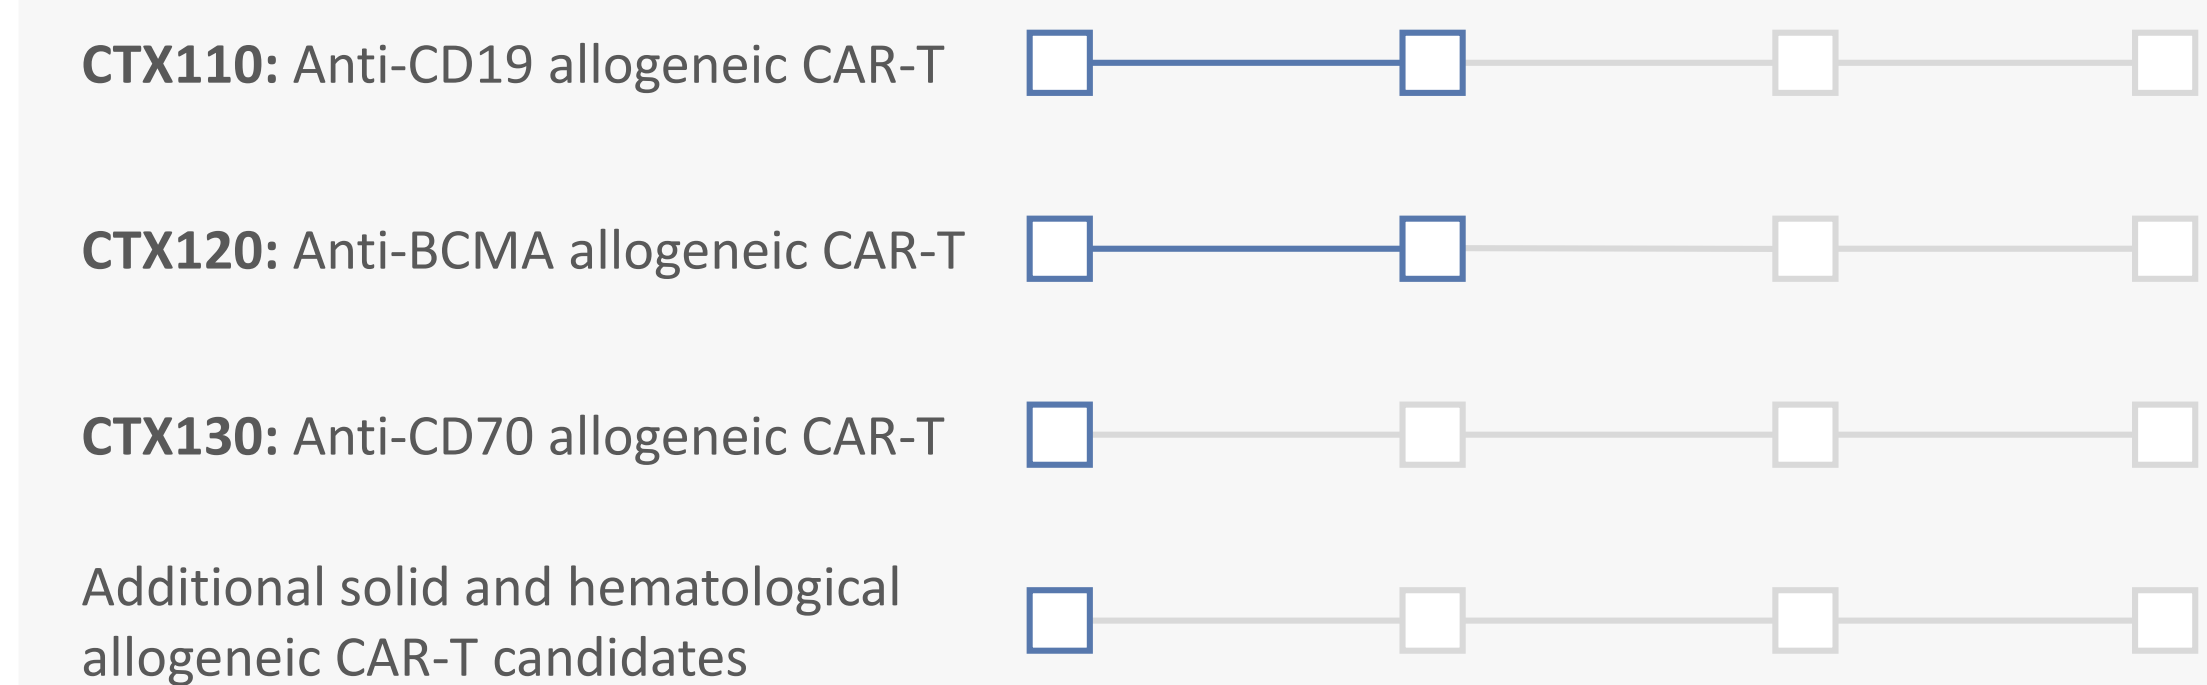 CTX110: Anti-CD19 allogeneic CAR-T
CTX120: Anti-BCMA allogeneic CAR-T
CTX130: Anti-CD70 allogeneic CAR-T
Additional solid and hematological
allogeneic CAR-T candidates